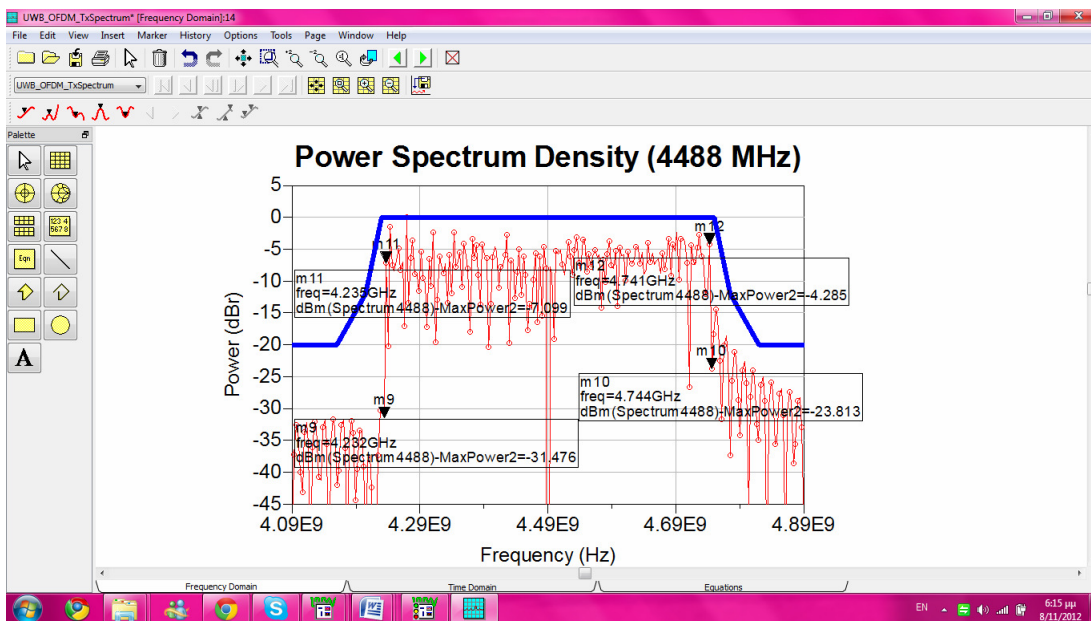 UWB_OFDM_TxSpectrum* [Frequency Domain]:14
File Edit View Insert Marker History Options Tools Page Window Help
UWB_OFDM_TxSpectrum
Palette
Eqn
123 4
567 8
A
Power Spectrum Density (4488 MHz)
5
0
-5
-10
-15
-20
-25
-30
-35
-40
-45
Power (dBr)
m11
m12
m10
m9
m11
freq=4.235GHz
dBm(Spectrum4488)-MaxPower2=-7.099
m12
freq=4.741GHz
dBm(Spectrum4488)-MaxPower2=-4.285
m10
freq=4.744GHz
dBm(Spectrum4488)-MaxPower2=-23.813
m9
freq=4.232GHz
dBm(Spectrum4488)-MaxPower2=-31.476
4.09E9 4.29E9 4.49E9 4.69E9 4.89E9
Frequency (Hz)
Frequency Domain Time Domain Equations
EN 6:15 μμ
8/11/2012